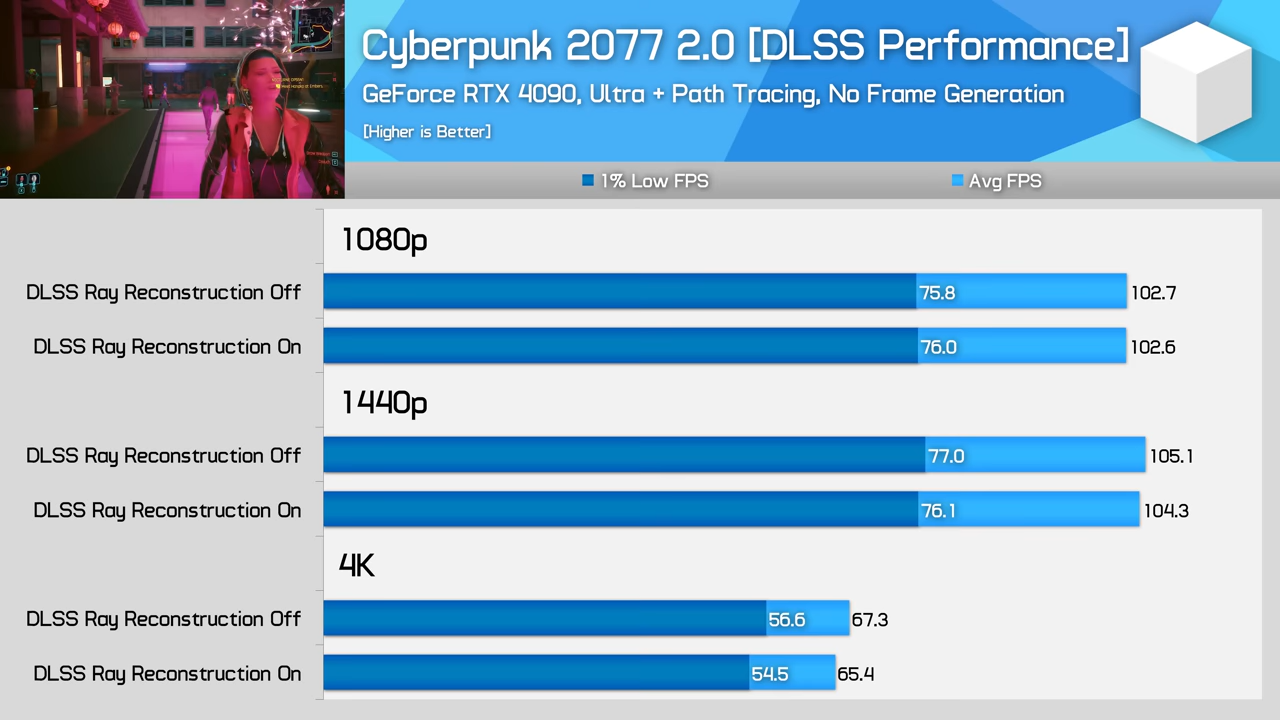 Cyberpunk 2077 2.0 [DLSS Performance]
GeForce RTX 4090, Ultra + Path Tracing, No Frame Generation
[Higher is Better]
1% Low FPS
Avg FPS
1080p
DLSS Ray Reconstruction Off
75.8
102.7
DLSS Ray Reconstruction On
76.0
102.6
1440p
DLSS Ray Reconstruction Off
77.0
105.1
DLSS Ray Reconstruction On
76.1
104.3
4K
DLSS Ray Reconstruction Off
56.6
67.3
DLSS Ray Reconstruction On
54.5
65.4